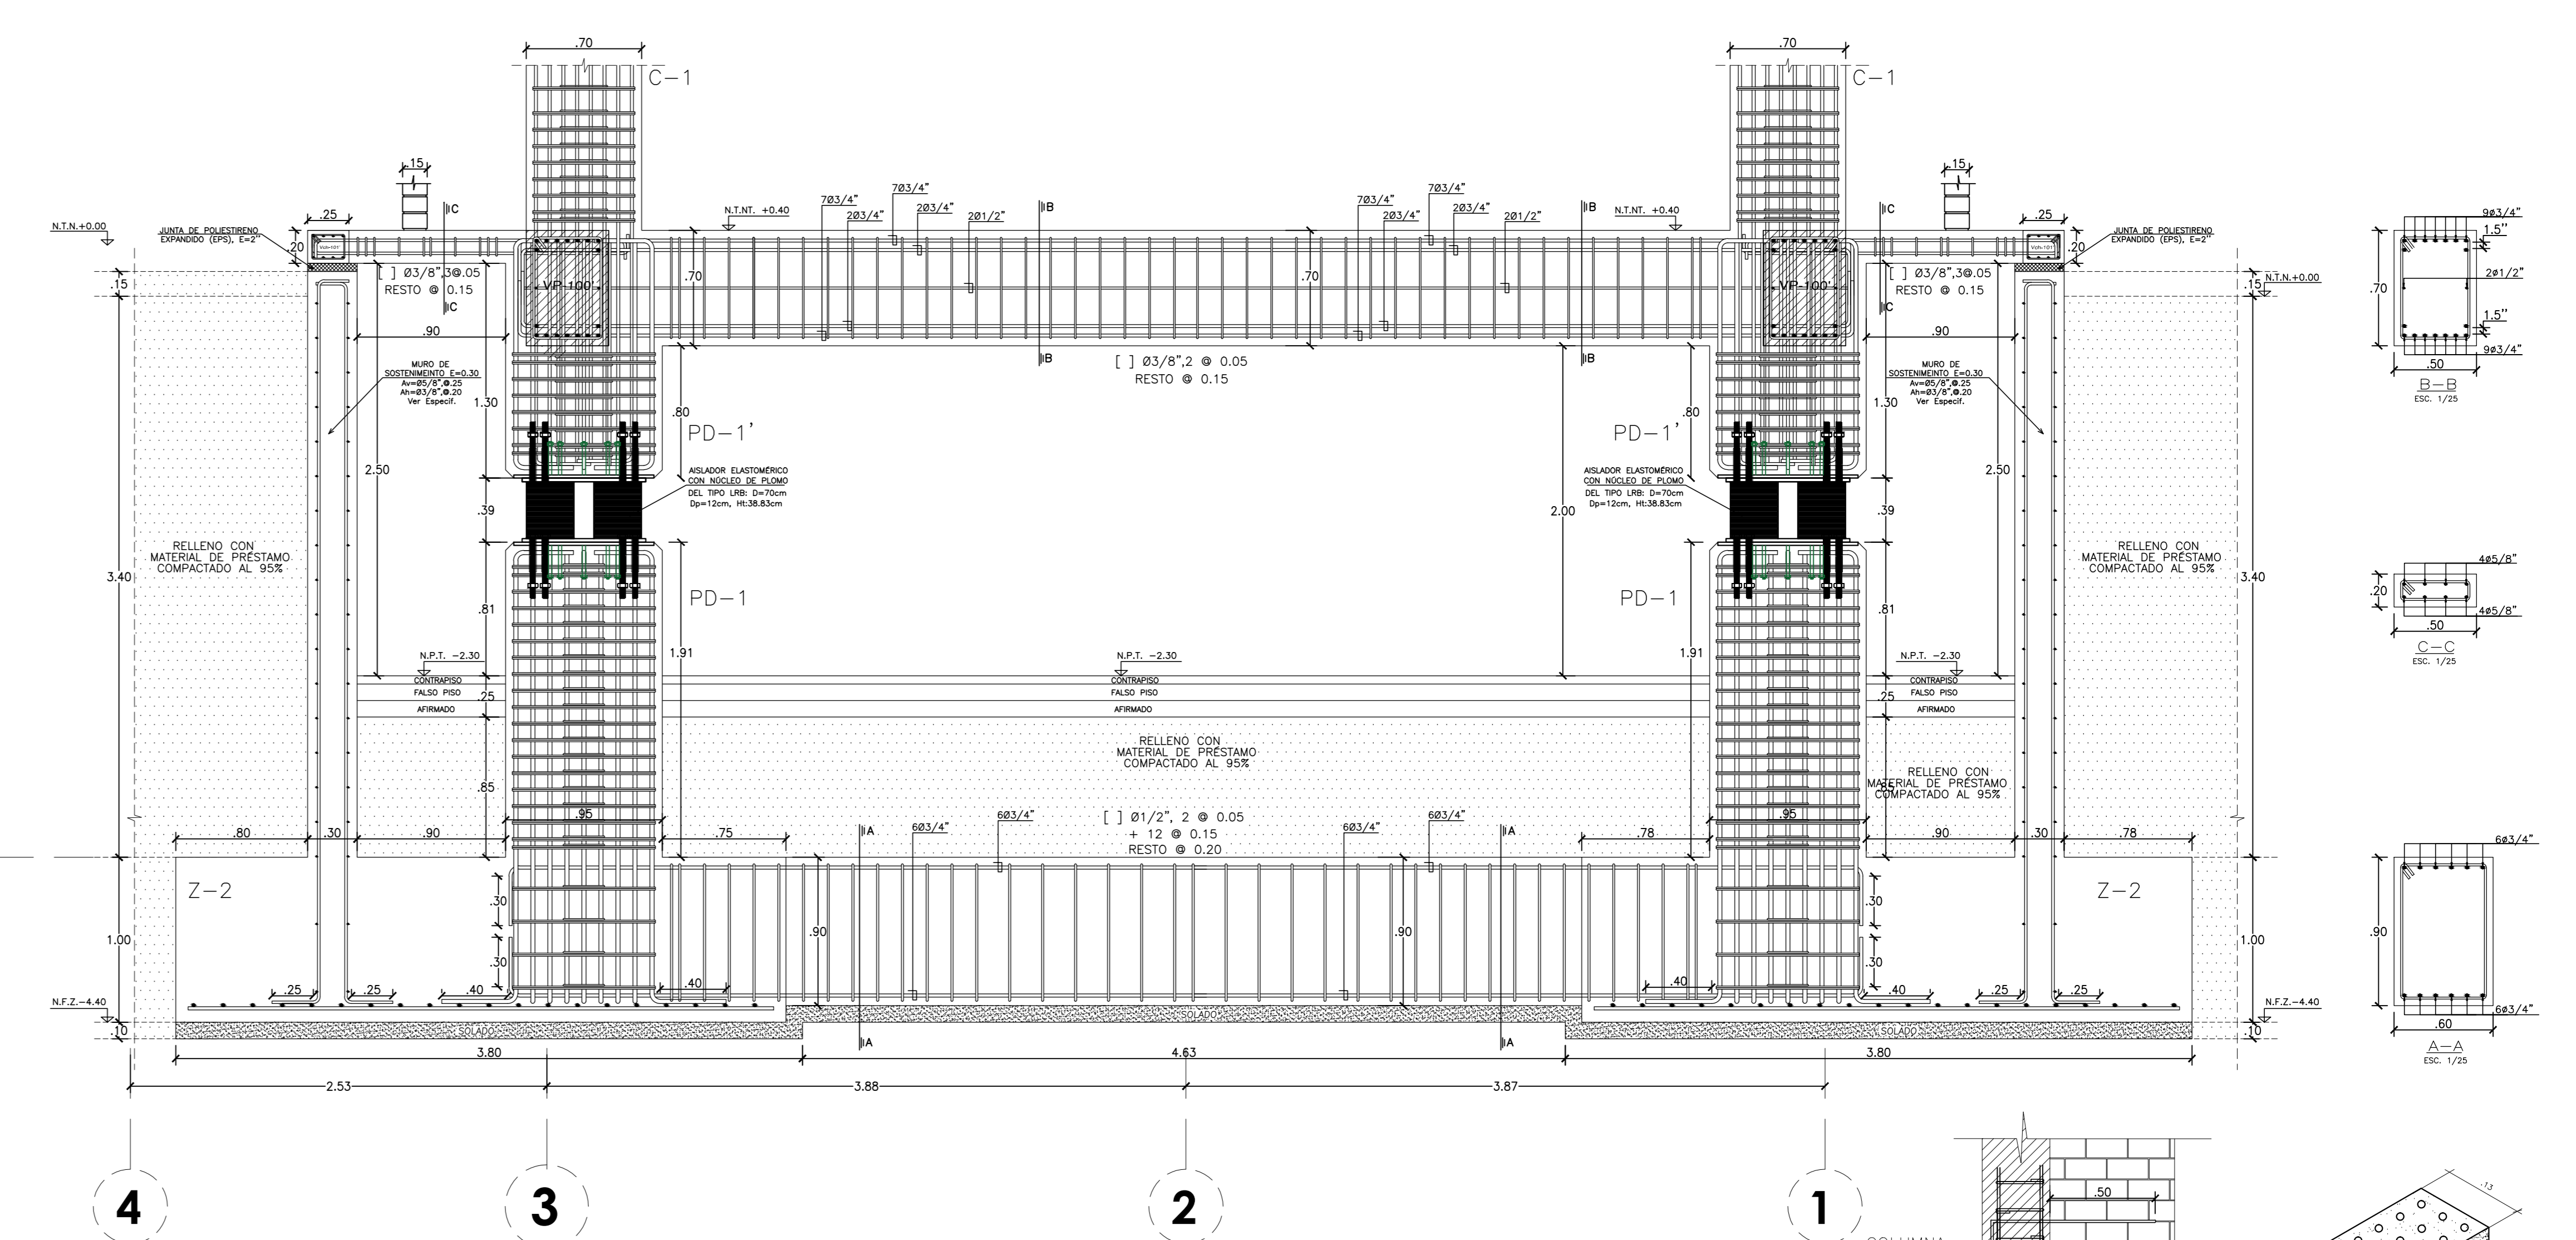 .70
.70
C-1
C-1
.15
.15
7Ø3/4"
7Ø3/4"
7Ø3/4"
7Ø3/4"
2Ø3/4"
2Ø3/4"
2Ø3/4"
2Ø3/4"
2Ø1/2"
2Ø1/2"
B
B
C
C
.25
.25
N.T.N.+0.00
N.T.NT. +0.40
N.T.NT. +0.40
JUNTA DE POLIESTIRENO
EXPANDIDO (EPS), E=2"
JUNTA DE POLIESTIRENO
EXPANDIDO (EPS), E=2"
.20
.20
Vch-101'
Vch-101'
[ ] Ø3/8",3@.05
RESTO @ 0.15
[ ] Ø3/8",3@.05
RESTO @ 0.15
VP-100'
VP-100'
.70
.70
.15
.15
N.T.N.+0.00
C
C
.90
.90
B
B
[ ] Ø3/8",2 @ 0.05
RESTO @ 0.15
MURO DE
SOSTENIMEINTO E=0.30
Av=Ø5/8",@.25
Ah=Ø3/8",@.20
Ver Especif.
MURO DE
SOSTENIMEINTO E=0.30
Av=Ø5/8",@.25
Ah=Ø3/8",@.20
Ver Especif.
1.30
1.30
.80
.80
PD-1'
PD-1'
2.50
2.50
AISLADOR ELASTOMÉRICO
CON NÚCLEO DE PLOMO
DEL TIPO LRB: D=70cm
Dp=12cm, Ht:38.83cm
AISLADOR ELASTOMÉRICO
CON NÚCLEO DE PLOMO
DEL TIPO LRB: D=70cm
Dp=12cm, Ht:38.83cm
.39
.39
2.00
RELLENO CON
MATERIAL DE PRÉSTAMO
COMPACTADO AL 95%
RELLENO CON
MATERIAL DE PRÉSTAMO
COMPACTADO AL 95%
3.40
3.40
PD-1
PD-1
.81
.81
1.91
1.91
N.P.T. -2.30
N.P.T. -2.30
N.P.T. -2.30
CONTRAPISO
CONTRAPISO
CONTRAPISO
FALSO PISO
FALSO PISO
FALSO PISO
.25
.25
AFIRMADO
AFIRMADO
AFIRMADO
RELLENO CON
MATERIAL DE PRÉSTAMO
COMPACTADO AL 95%
RELLENO CON
MATERIAL DE PRÉSTAMO
COMPACTADO AL 95%
.85
.85
.95
.95
[ ] Ø1/2", 2 @ 0.05
+ 12 @ 0.15
RESTO @ 0.20
6Ø3/4"
6Ø3/4"
6Ø3/4"
6Ø3/4"
A
A
.80
.30
.90
.75
.78
.90
.30
.78
Z-2
Z-2
.30
.30
.30
.30
.90
.90
1.00
1.00
.25
.25
.40
.40
.40
.40
.25
.25
N.F.Z.-4.40
N.F.Z.-4.40
.10
.10
SOLADO
SOLADO
SOLADO
A
A
3.80
4.63
3.80
2.53
3.88
3.87
4
3
2
1
9ø3/4"
1.5"
2ø1/2"
.70
1.5"
9ø3/4"
.50
B-B
ESC. 1/25
4ø5/8"
.20
4ø5/8"
.50
C-C
ESC. 1/25
6ø3/4"
.90
6ø3/4"
.60
A-A
ESC. 1/25
.50
.13